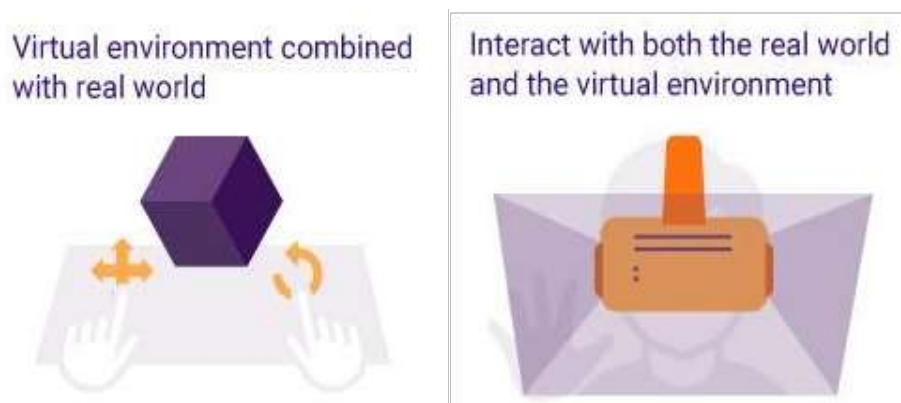 Virtual environment combined
with real world
Interact with both the real world
and the virtual environment